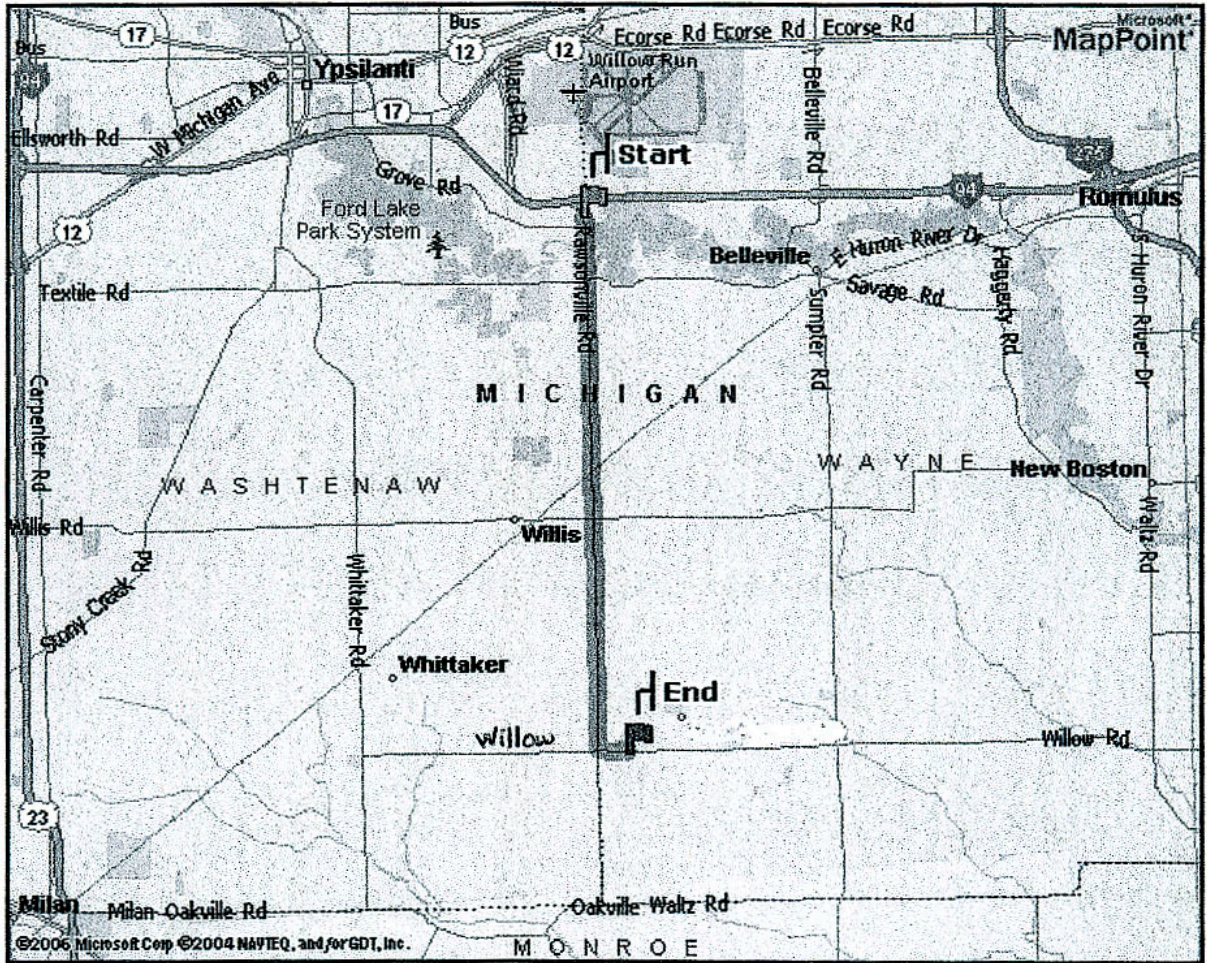 Microsoft®
MapPoint®
Bus
17
12
12
Ecorse Rd Ecorse Rd Ecorse Rd
Bus
94
Ypsilanti
Willow Run
Airport
Wiard Rd
Belleville Rd
W Michigan Ave
17
Ellsworth Rd
Start
275
Grove Rd
94
Romulus
Ford Lake
Park System
12
Rawsonville Rd
Belleville
E Huron River Dr
Haggerty Rd
S Huron River Dr
Textile Rd
Savage Rd
Sumpter Rd
MICHIGAN
Carpenter Rd
WAYNE
New Boston
WASHTENAW
Willis Rd
Willis
Waltz Rd
Stony Creek Rd
Whittaker Rd
Whittaker
End
Willow
Willow Rd
23
Milan
Milan Oakville Rd
Oakville Waltz Rd
©2006 Microsoft Corp ©2004 NAVTEQ, and/or GDT, Inc.
MONROE